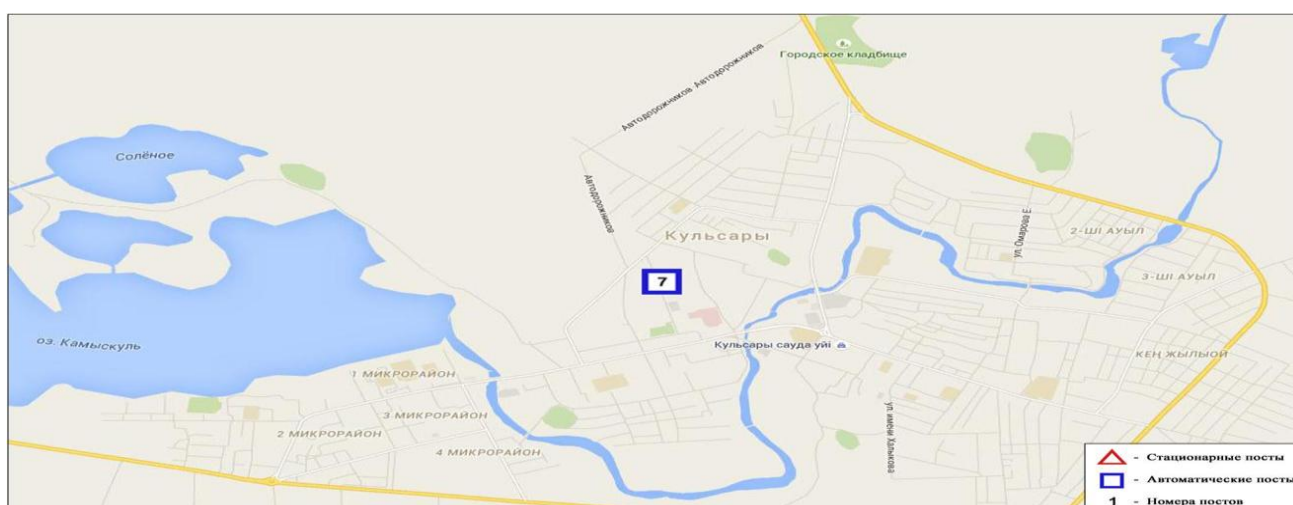 Городское кладбище
Автодорожников Автодорожников
Солёное
Автодорожников
ул. Омарова Е.
2-ШІ АУЫЛ
Кульсары
7
3-ШІ АУЫЛ
оз. Камыскуль
Кульсары сауда уйі
КЕҢ ЖЫЛЫОЙ
1 МИКРОРАЙОН
3 МИКРОРАЙОН
2 МИКРОРАЙОН
4 МИКРОРАЙОН
ул. имени Халыкова
- Стационарные посты
- Автоматические посты
1 - Номера постов